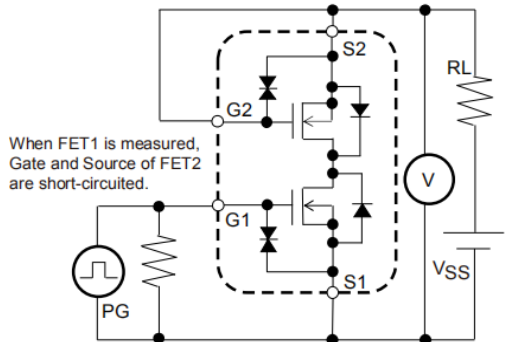 S2
RL
G2
When FET1 is measured,
Gate and Source of FET2
are short-circuited.
V
G1
VSS
S1
PG